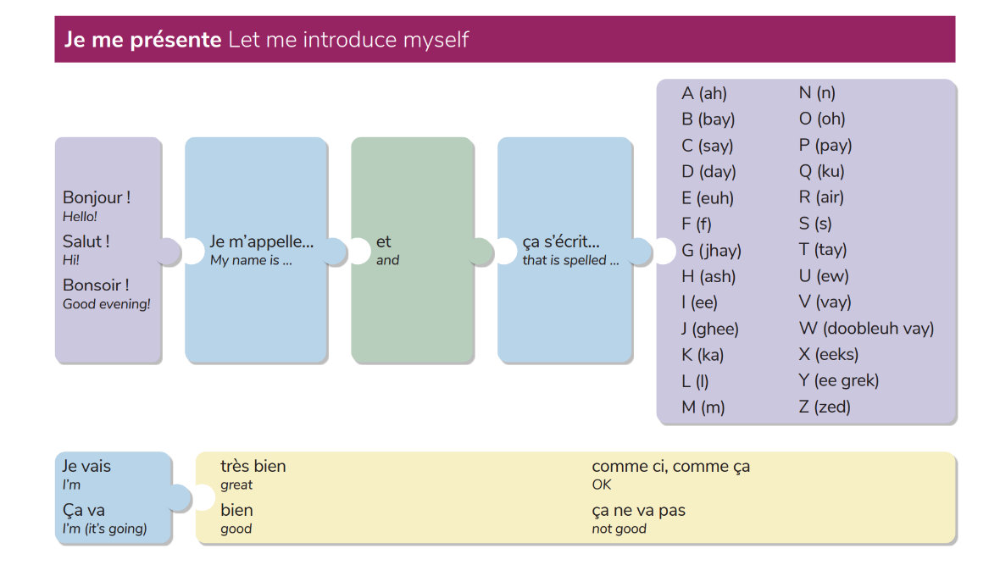 Je me présente Let me introduce myself
Bonjour !
Hello!
Salut !
Hi!
Bonsoir !
Good evening!
Je m’appelle...
My name is ...
et
and
ça s’écrit...
that is spelled ...
A (ah)
B (bay)
C (say)
D (day)
E (euh)
F (f)
G (jhay)
H (ash)
I (ee)
J (ghee)
K (ka)
L (l)
M (m)
N (n)
O (oh)
P (pay)
Q (ku)
R (air)
S (s)
T (tay)
U (ew)
V (vay)
W (doobleuh vay)
X (eeks)
Y (ee grek)
Z (zed)
Je vais
I’m
Ça va
I’m (it’s going)
très bien
great
bien
good
comme ci, comme ça
OK
ça ne va pas
not good